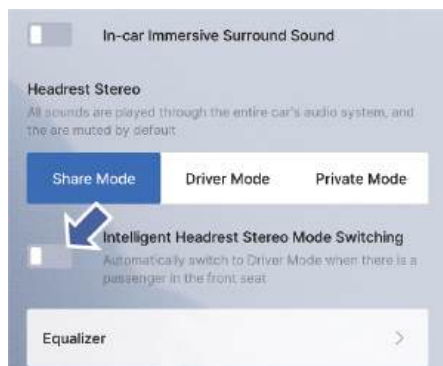 In-car Immersive Surround Sound
Headrest Stereo
All sounds are played through the entire car's audio system, and
the are muted by default
Share Mode Driver Mode Private Mode
Intelligent Headrest Stereo Mode Switching
Automatically switch to Driver Mode when there is a
passenger in the front seat
Equalizer